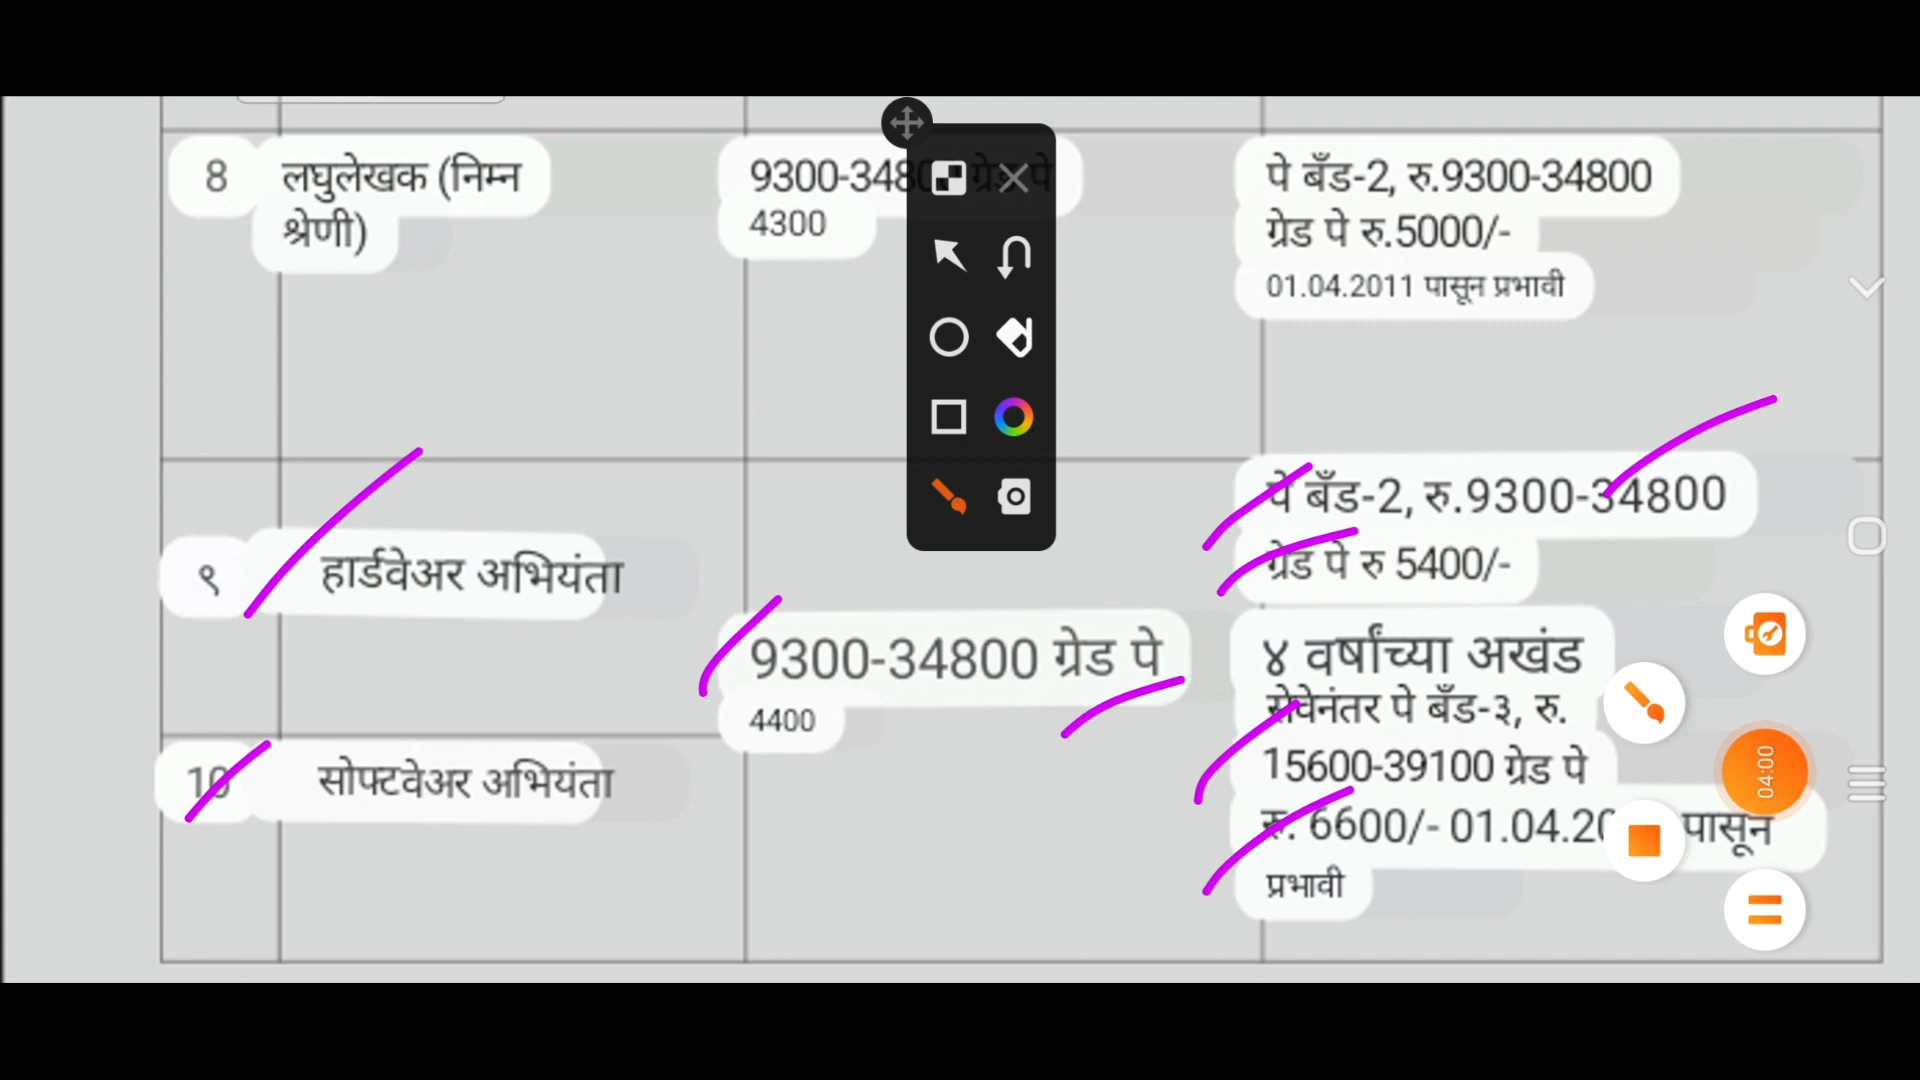 8
लघुलेखक (निम्न
श्रेणी)
9300-34800 ग्रेड पे
4300
पे बँड-2, रु.9300-34800
ग्रेड पे रु.5000/-
01.04.2011 पासून प्रभावी
९
हार्डवेअर अभियंता
9300-34800 ग्रेड पे
4400
पे बँड-2, रु.9300-34800
ग्रेड पे रु 5400/-
४ वर्षांच्या अखंड
सेवेनंतर पे बँड-३, रु.
15600-39100 ग्रेड पे
रु. 6600/- 01.04.20 पासून
प्रभावी
10
सोफ्टवेअर अभियंता
04:00